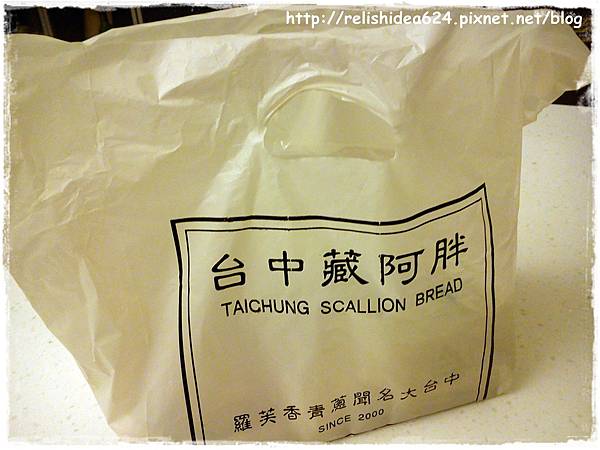 http://relishidea624.pixnet.net/blog
台中藏阿胖
TAICHUNG SCALLION BREAD
羅芙香青蔥聞名大台中
SINCE 2000